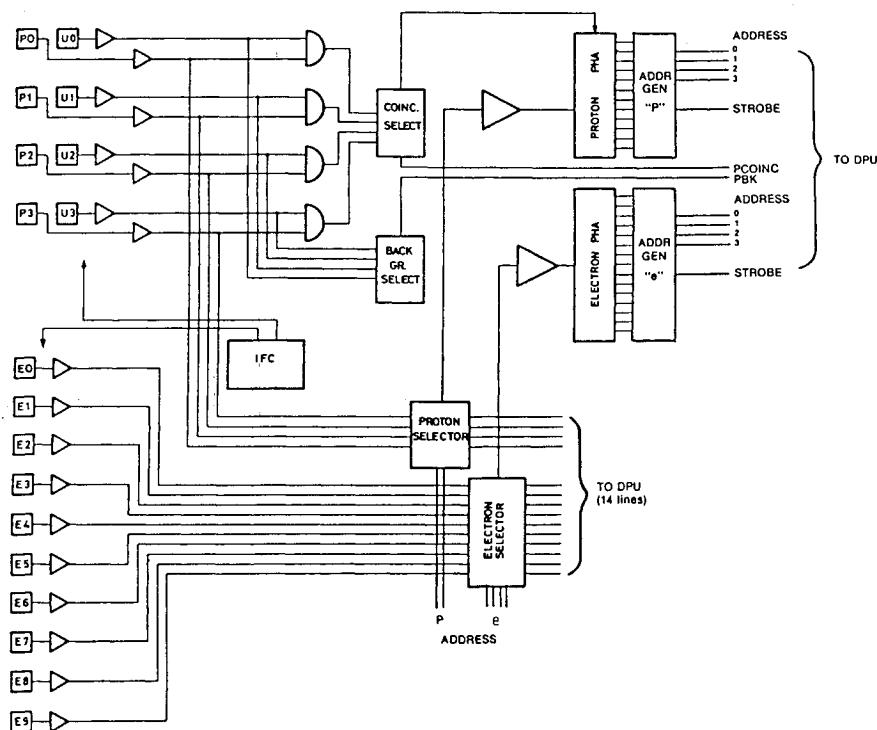 P0 U0
P1 U1
P2 U2
P3 U3
COINC.
SELECT
BACK
GR.
SELECT
PROTON PHA
ADDR
GEN
"P"
ADDRESS
0
1
2
3
STROBE
PCOINC
PBK
TO DPU
ELECTRON PHA
ADDR
GEN
"e"
ADDRESS
0
1
2
3
STROBE
IFC
E0
E1
E2
E3
E4
E5
E6
E7
E8
E9
PROTON
SELECTOR
ELECTRON
SELECTOR
TO DPU
(14 lines)
P e
ADDRESS